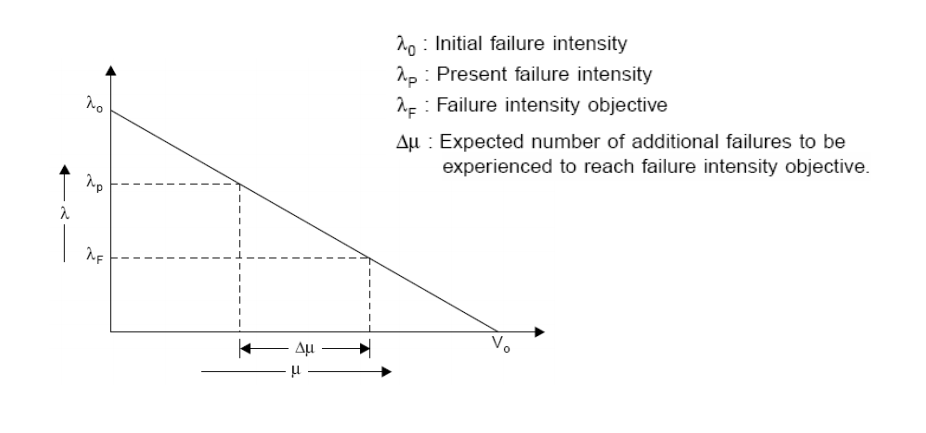 λ₀ : Initial failure intensity
λP : Present failure intensity
λF : Failure intensity objective
Δμ : Expected number of additional failures to be
experienced to reach failure intensity objective.
λo
λp
λ
λF
Vo
Δμ
μ